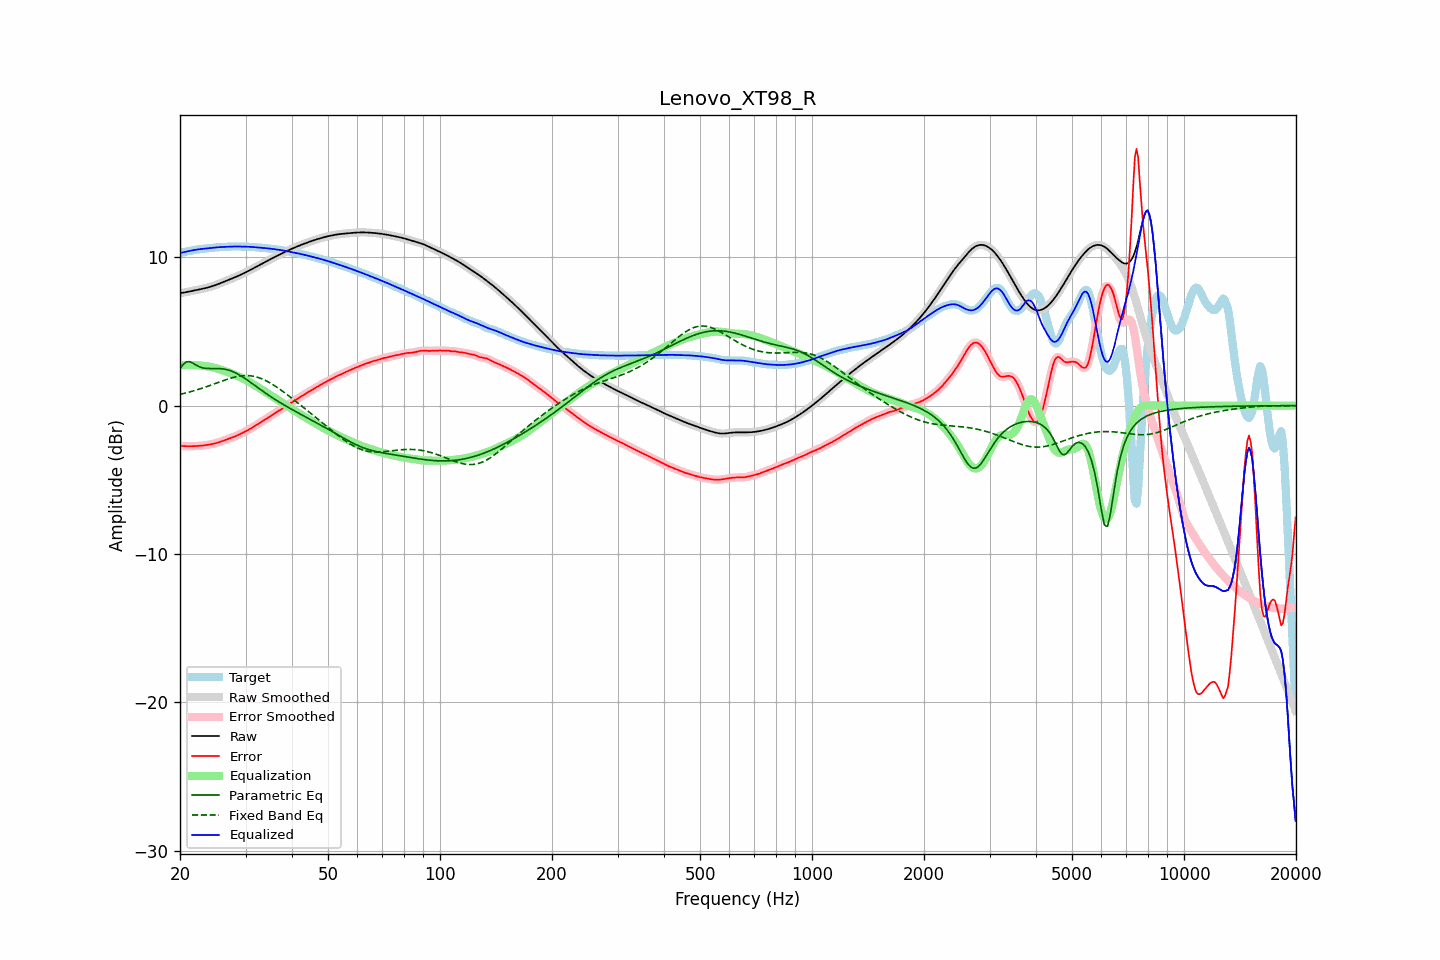 Lenovo_XT98_R
Amplitude (dBr)
10
0
−10
−20
−30
Target
Raw Smoothed
Error Smoothed
Raw
Error
Equalization
Parametric Eq
Fixed Band Eq
Equalized
20 50 100 200 500 1000 2000 5000 10000 20000
Frequency (Hz)